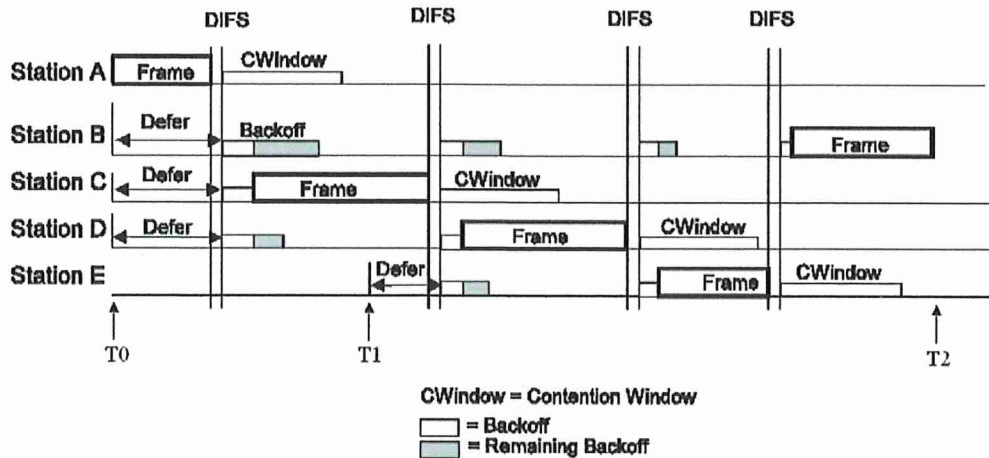 DIFS DIFS DIFS DIFS
Station A Frame CWindow
Station B Defer Backoff Frame
Station C Defer Frame CWindow
Station D Defer Frame CWindow
Station E Defer Frame CWindow
T0 T1 T2
CWindow = Contention Window
= Backoff
= Remaining Backoff